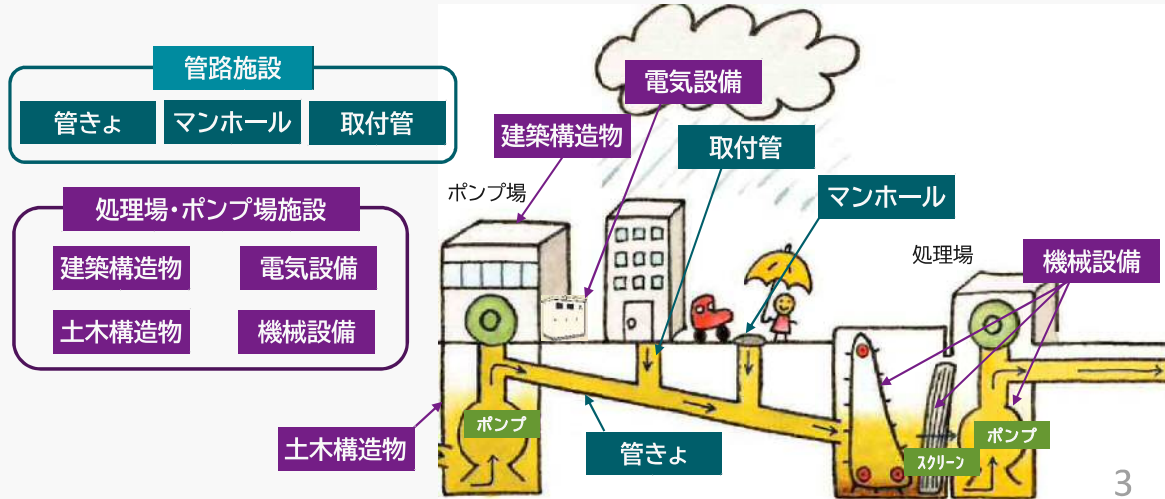 管路施設
管きょ
マンホール
取付管
処理場・ポンプ場施設
建築構造物
電気設備
土木構造物
機械設備
電気設備
建築構造物
取付管
マンホール
ポンプ場
処理場
機械設備
ポンプ
ポンプ
スクリーン
土木構造物
管きょ
3